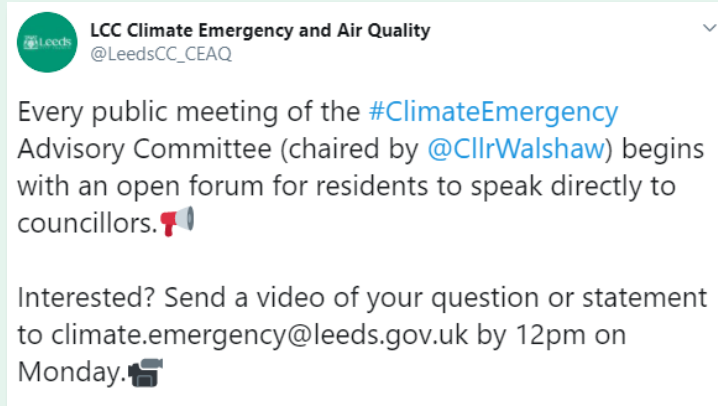 Leeds
LCC Climate Emergency and Air Quality
@LeedsCC_CEAQ
Every public meeting of the #ClimateEmergency
Advisory Committee (chaired by @CllrWalshaw) begins
with an open forum for residents to speak directly to
councillors.
Interested? Send a video of your question or statement
to climate.emergency@leeds.gov.uk by 12pm on
Monday.